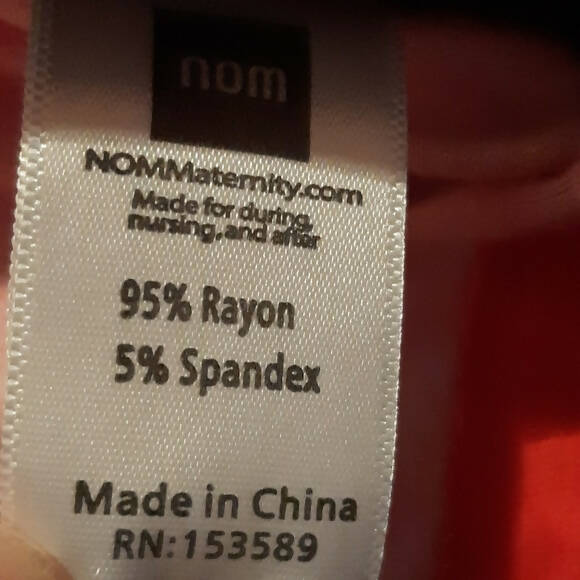 nom
NOMMaternity.com
Made for during,
nursing, and after
95% Rayon
5% Spandex
Made in China
RN:153589